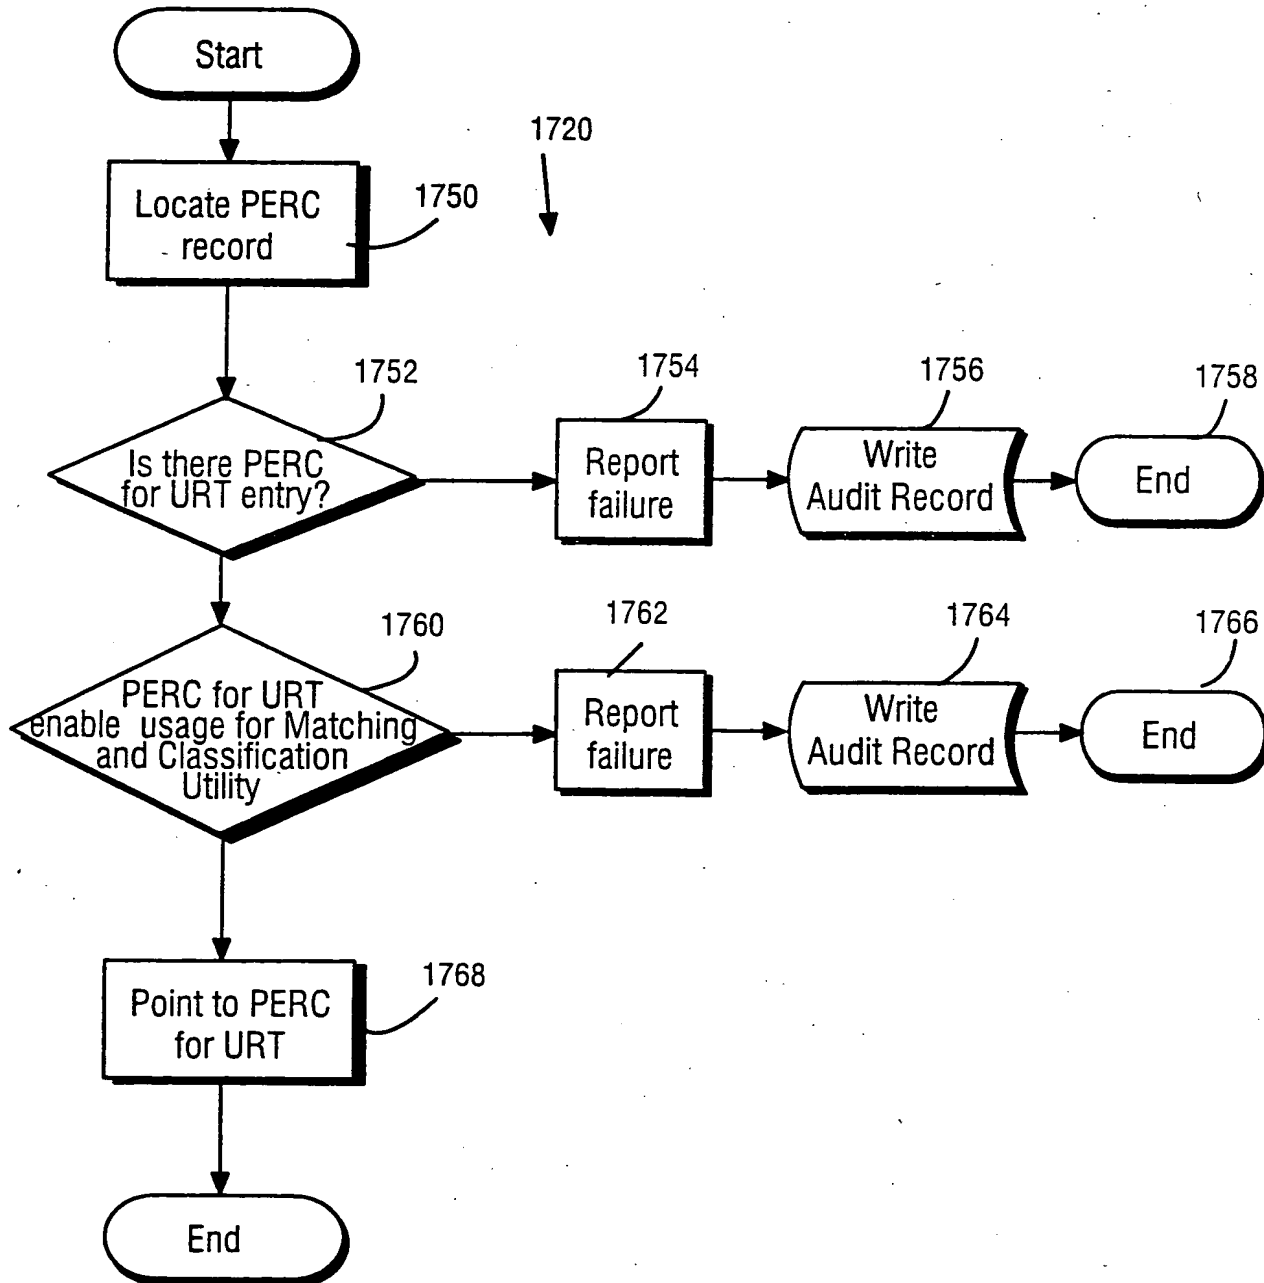 Start
1720
Locate PERC
record
1750
1752
1754
1756
1758
Is there PERC
for URT entry?
Report
failure
Write
Audit Record
End
1760
1762
1764
1766
PERC for URT
enable usage for Matching
and Classification
Utility
Report
failure
Write
Audit Record
End
Point to PERC
for URT
1768
End